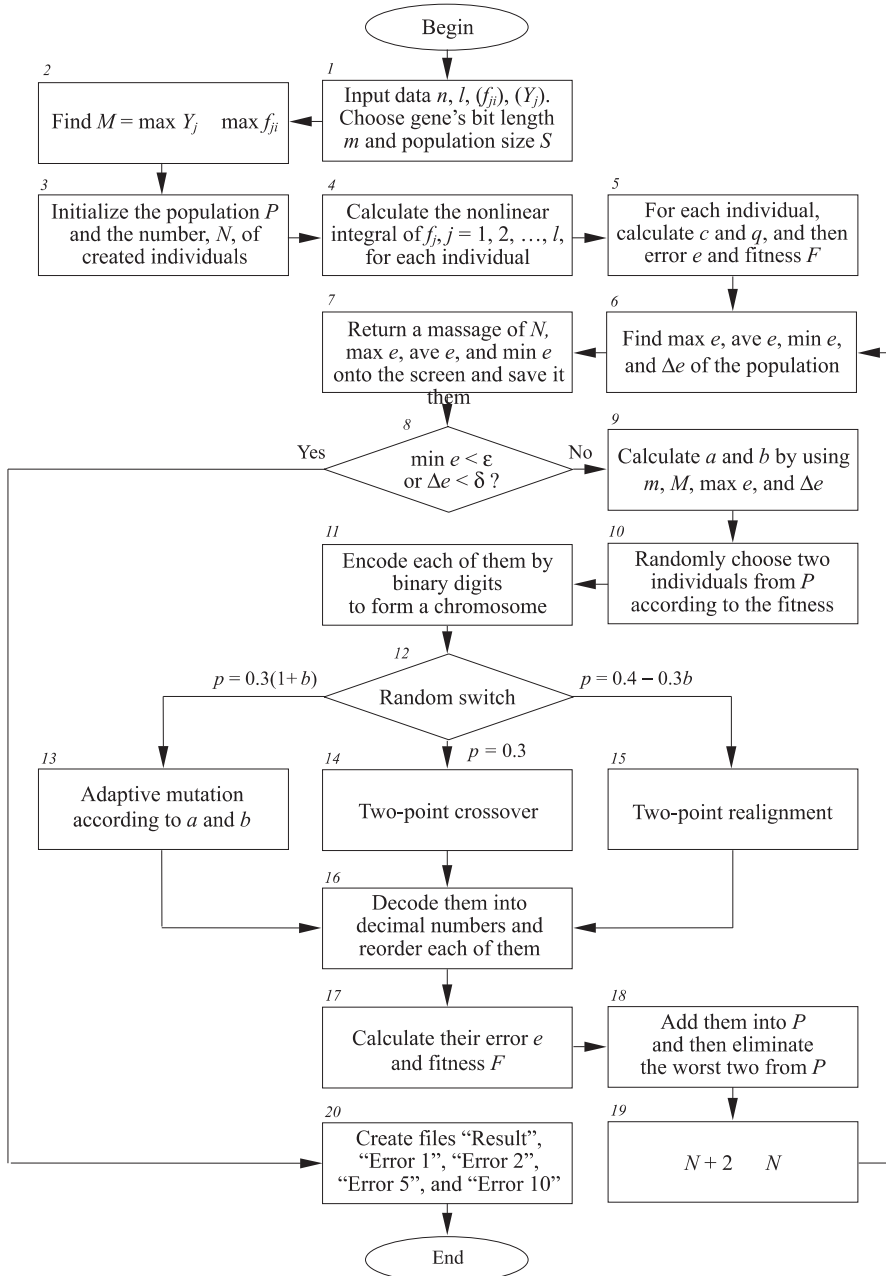 Begin
1
Input data n, l, (f_ji), (Y_j).
Choose gene's bit length
m and population size S
2
Find M = max Y_j max f_ji
3
Initialize the population P
and the number, N, of
created individuals
4
Calculate the nonlinear
integral of f_j, j = 1, 2, …, l,
for each individual
5
For each individual,
calculate c and q, and then
error e and fitness F
6
Find max e, ave e, min e,
and Δe of the population
7
Return a massage of N,
max e, ave e, and min e
onto the screen and save it
them
8
min e < ε
or Δe < δ ?
Yes
No
9
Calculate a and b by using
m, M, max e, and Δe
10
Randomly choose two
individuals from P
according to the fitness
11
Encode each of them by
binary digits
to form a chromosome
12
Random switch
p = 0.3(1+ b)
p = 0.3
p = 0.4 – 0.3b
13
Adaptive mutation
according to a and b
14
Two-point crossover
15
Two-point realignment
16
Decode them into
decimal numbers and
reorder each of them
17
Calculate their error e
and fitness F
18
Add them into P
and then eliminate
the worst two from P
19
N + 2 N
20
Create files “Result”,
“Error 1”, “Error 2”,
“Error 5”, and “Error 10”
End